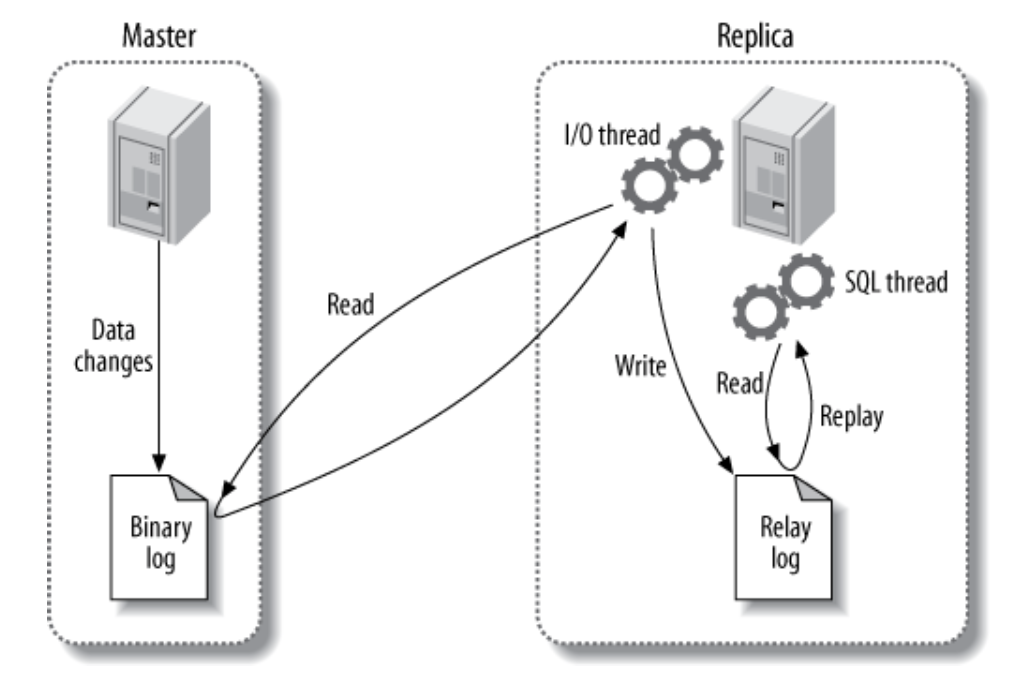 Master
Replica
I/O thread
SQL thread
Read
Data
changes
Write
Read
Replay
Binary
log
Relay
log